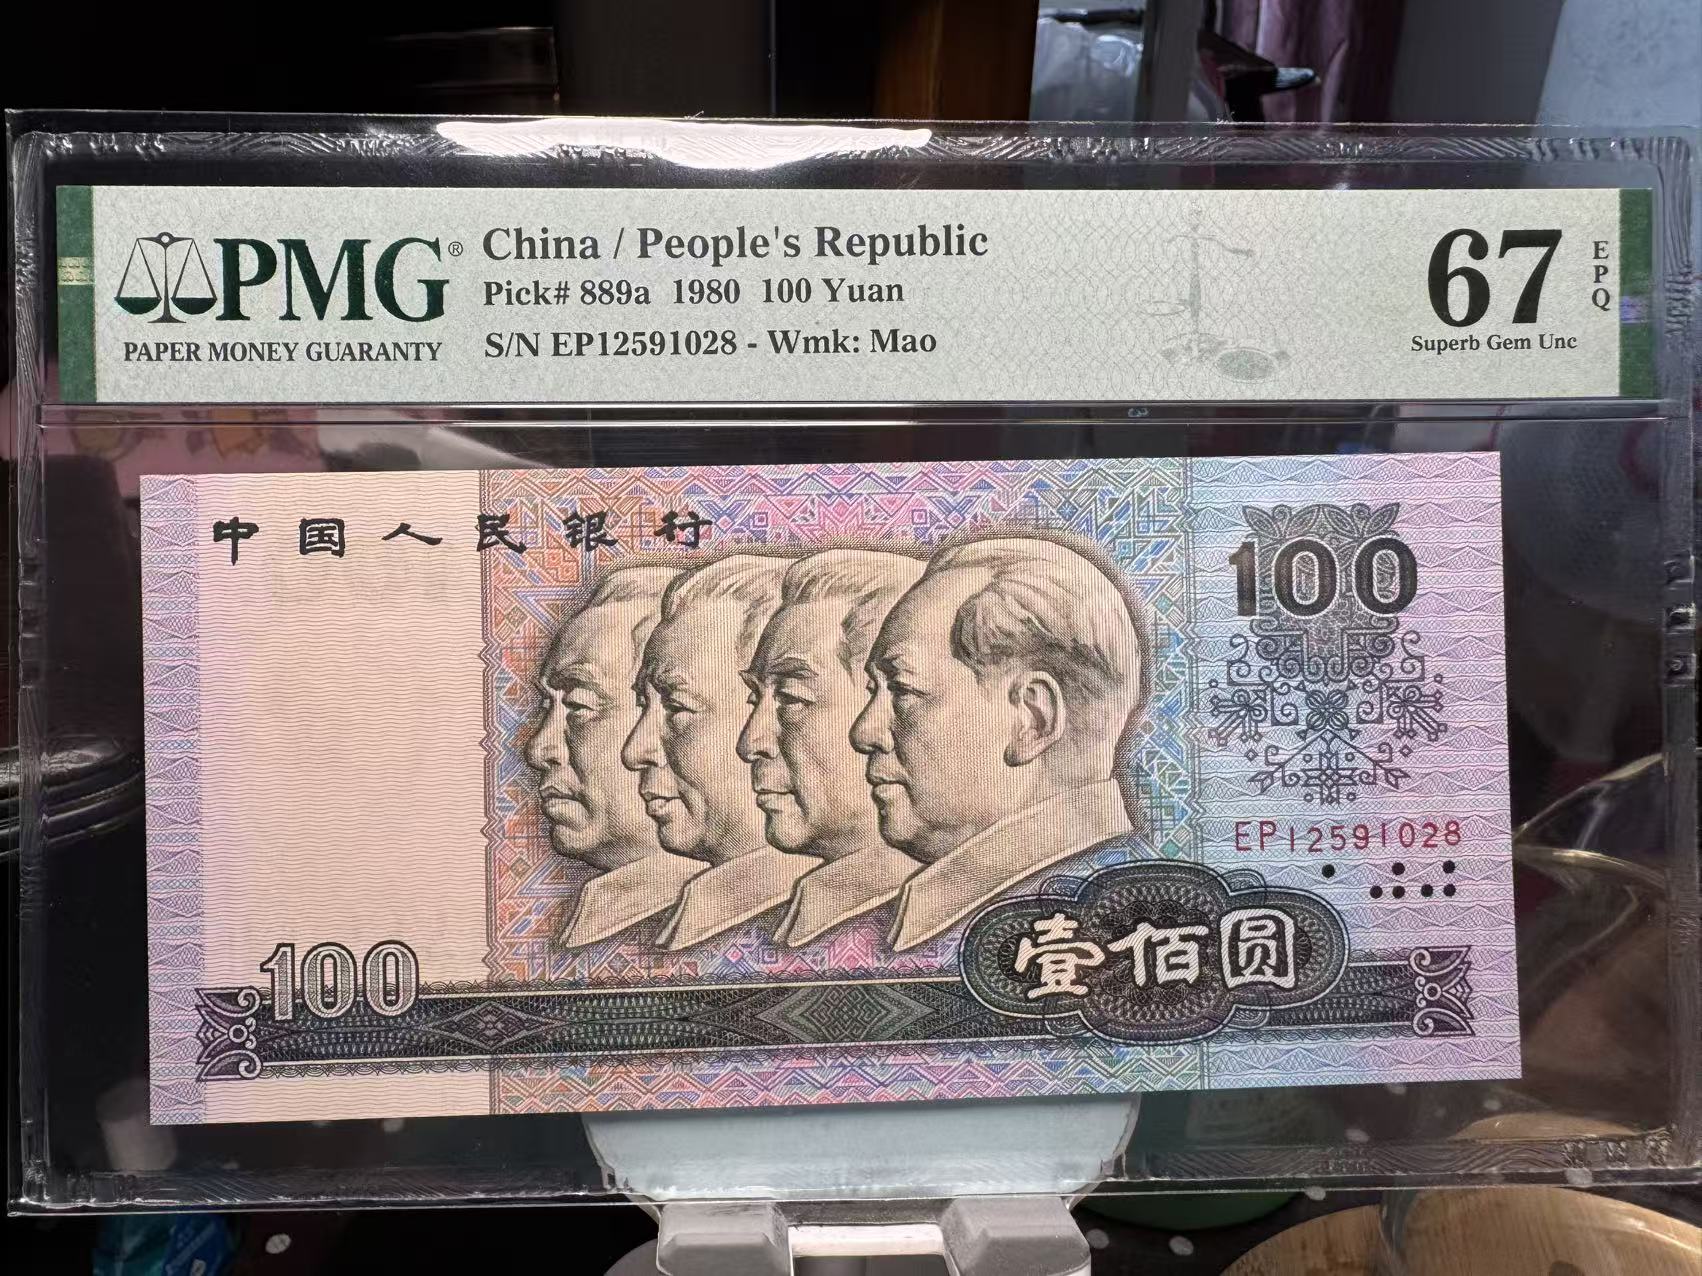 PMG®
PAPER MONEY GUARANTY
China / People's Republic
Pick# 889a 1980 100 Yuan
S/N EP12591028 - Wmk: Mao
67
EPQ
Superb Gem Unc
中国人民银行
100
EP12591028
100
壹佰圆